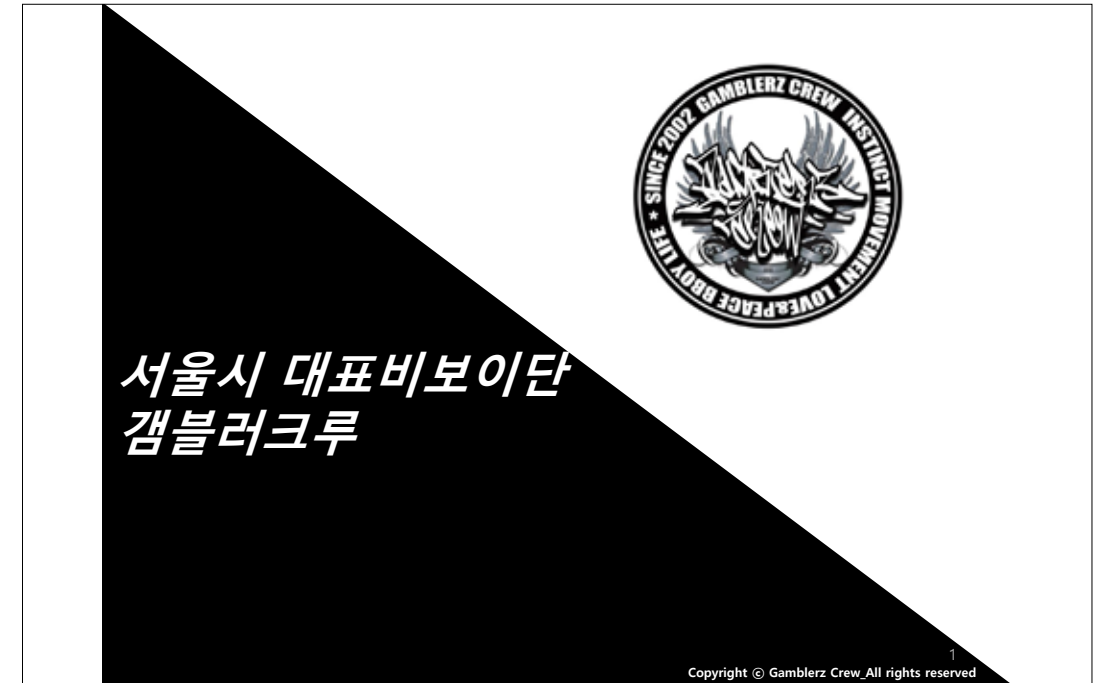 SINCE 2002 GAMBLERZ CREW INSTINCT MOVEMENT LOVE&PEACE BBOY LIFE ★
서울시 대표비보이단
갬블러크루
1
Copyright ⓒ Gamblerz Crew_All rights reserved